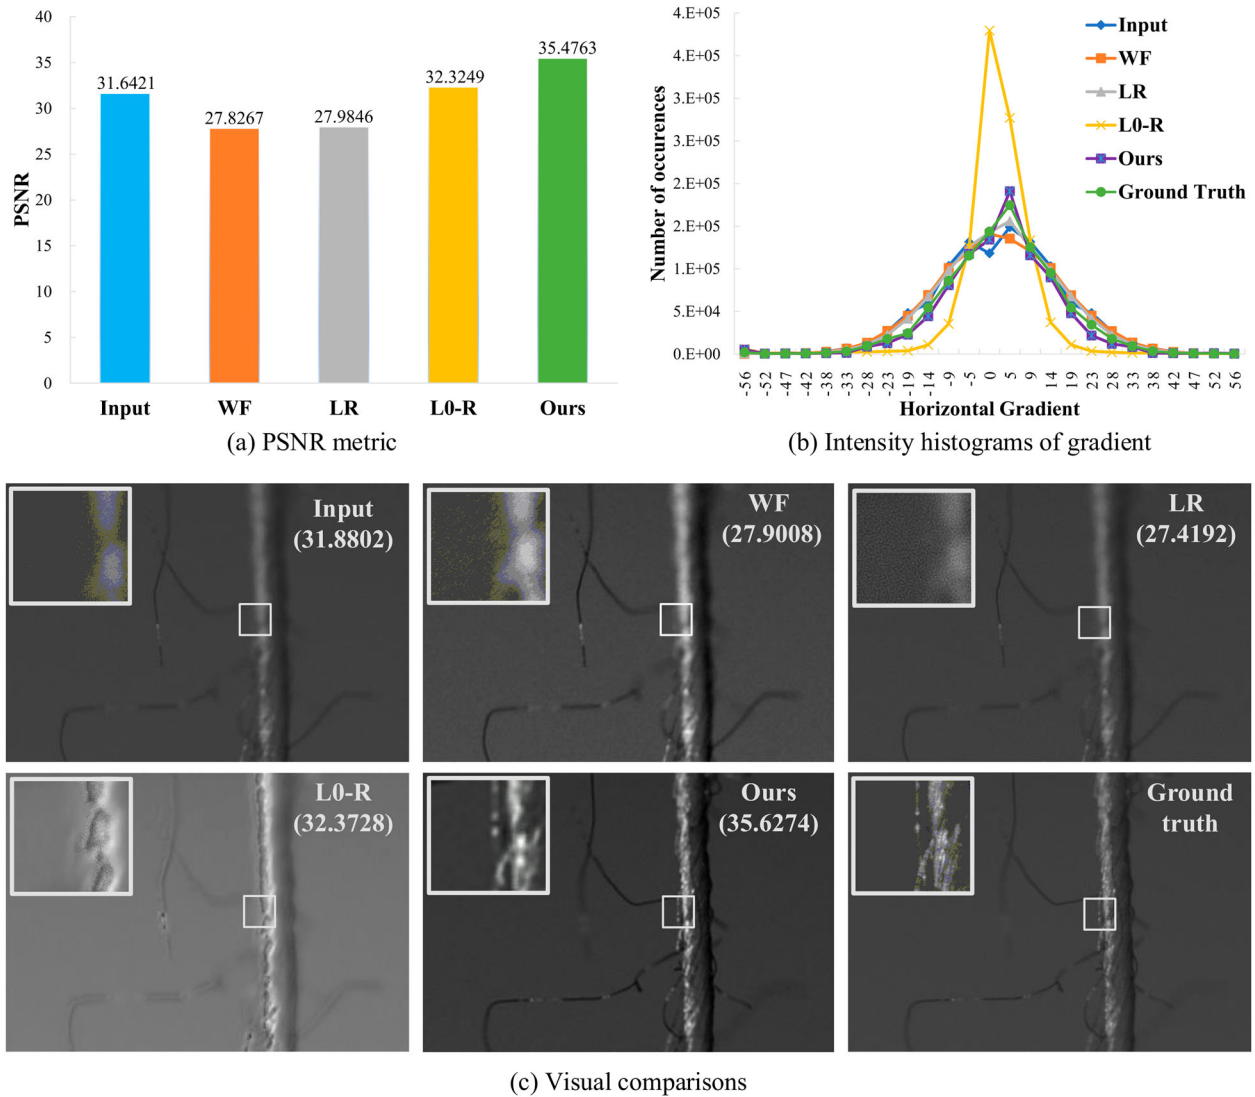 PSNR
40
35
30
25
20
15
10
5
0
31.6421
27.8267
27.9846
32.3249
35.4763
Input WF LR L0-R Ours
(a) PSNR metric
Number of occurences
4.E+05
4.E+05
3.E+05
3.E+05
2.E+05
2.E+05
1.E+05
5.E+04
0.E+00
Input
WF
LR
L0-R
Ours
Ground Truth
-56 -52 -47 -42 -38 -33 -28 -23 -19 -14 -9 -5 0 5 9 14 19 23 28 33 38 42 47 52 56
Horizontal Gradient
(b) Intensity histograms of gradient
Input
(31.8802)
WF
(27.9008)
LR
(27.4192)
L0-R
(32.3728)
Ours
(35.6274)
Ground
truth
(c) Visual comparisons